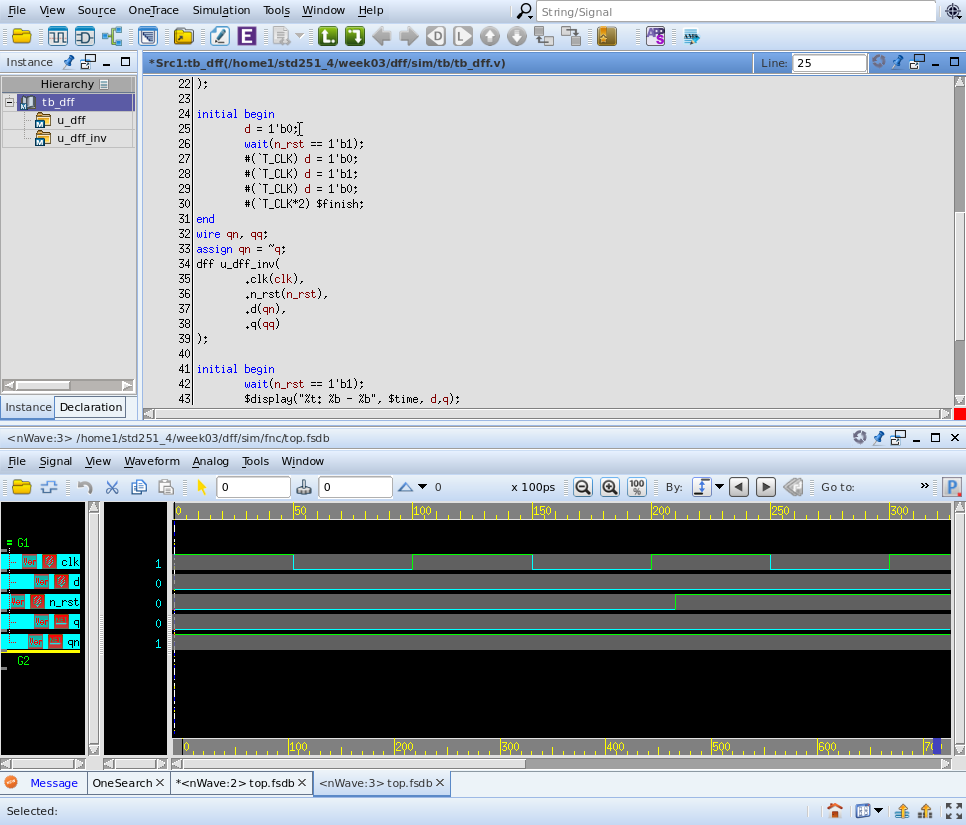 File View Source OneTrace Simulation Tools Window Help
String/Signal
Instance
*Src1:tb_dff(/home1/std251_4/week03/dff/sim/tb/tb_dff.v)
Line: 25
Hierarchy
tb_dff
u_dff
u_dff_inv
22 );
23
24 initial begin
25 d = 1'b0;
26 wait(n_rst == 1'b1);
27 #(`T_CLK) d = 1'b0;
28 #(`T_CLK) d = 1'b1;
29 #(`T_CLK) d = 1'b0;
30 #(`T_CLK*2) $finish;
31 end
32 wire qn, qq;
33 assign qn = ~q;
34 dff u_dff_inv(
35 .clk(clk),
36 .n_rst(n_rst),
37 .d(qn),
38 .q(qq)
39 );
40
41 initial begin
42 wait(n_rst == 1'b1);
43 $display("%t: %b - %b", $time, d,q);
Instance Declaration
<nWave:3> /home1/std251_4/week03/dff/sim/fnc/top.fsdb
File Signal View Waveform Analog Tools Window
0 0 0 x 100ps 100 % By: Go to: »
0 50 100 150 200 250 300
= G1
clk 1
d 0
n_rst 0
q 0
qn 1
G2
0 100 200 300 400 500 600
Message OneSearch *<nWave:2> top.fsdb <nWave:3> top.fsdb
Selected: